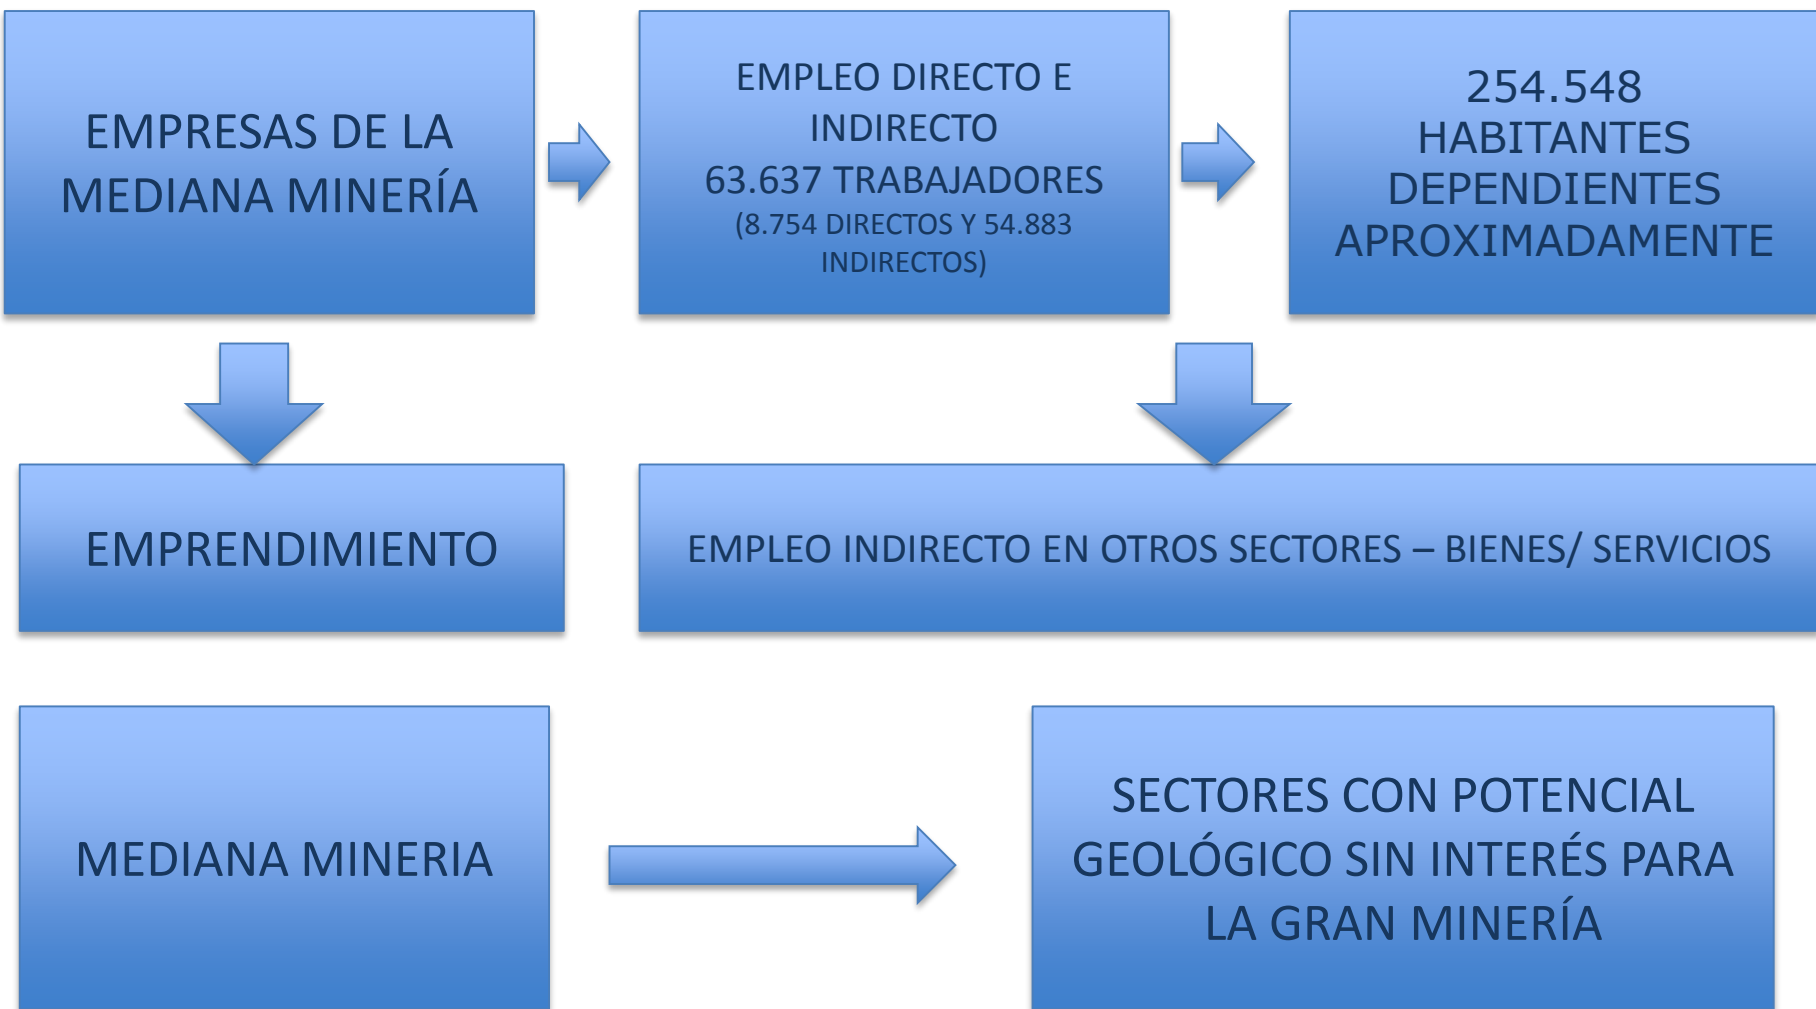 EMPRESAS DE LA
MEDIANA MINERÍA
EMPLEO DIRECTO E
INDIRECTO
63.637 TRABAJADORES
(8.754 DIRECTOS Y 54.883
INDIRECTOS)
254.548
HABITANTES
DEPENDIENTES
APROXIMADAMENTE
EMPRENDIMIENTO
EMPLEO INDIRECTO EN OTROS SECTORES – BIENES/ SERVICIOS
MEDIANA MINERIA
SECTORES CON POTENCIAL
GEOLÓGICO SIN INTERÉS PARA
LA GRAN MINERÍA